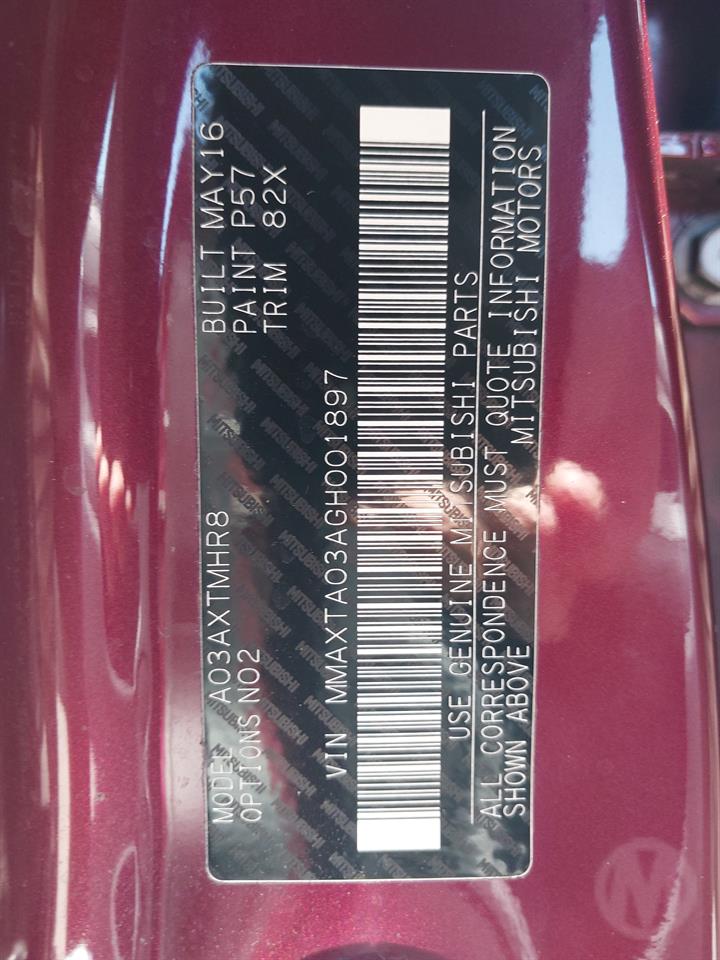 MODEL A03AXTMHR8 BUILT MAY16
OPTIONS N02 PAINT P57
TRIM 82X
VIN MMAXTA03AGH001897
USE GENUINE MITSUBISHI PARTS
ALL CORRESPONDENCE MUST QUOTE INFORMATION
SHOWN ABOVE MITSUBISHI MOTORS